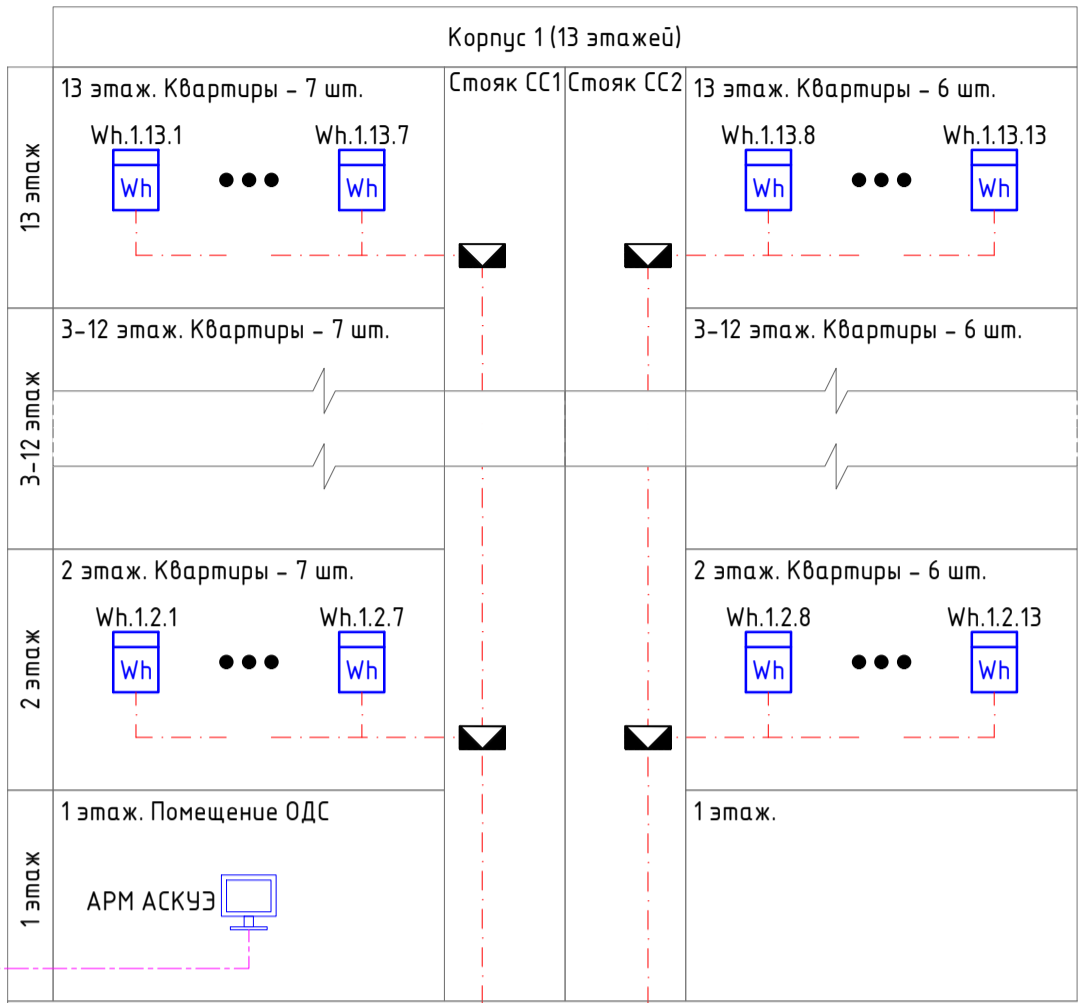 Корпус 1 (13 этажей)
13 этаж
13 этаж. Квартиры – 7 шт.
Wh.1.13.1
Wh.1.13.7
Wh
Wh
Стояк СС1
Стояк СС2
13 этаж. Квартиры – 6 шт.
Wh.1.13.8
Wh.1.13.13
Wh
Wh
3-12 этаж
3-12 этаж. Квартиры – 7 шт.
3-12 этаж. Квартиры – 6 шт.
2 этаж
2 этаж. Квартиры – 7 шт.
Wh.1.2.1
Wh.1.2.7
Wh
Wh
2 этаж. Квартиры – 6 шт.
Wh.1.2.8
Wh.1.2.13
Wh
Wh
1 этаж
1 этаж. Помещение ОДС
АРМ АСКУЭ
1 этаж.